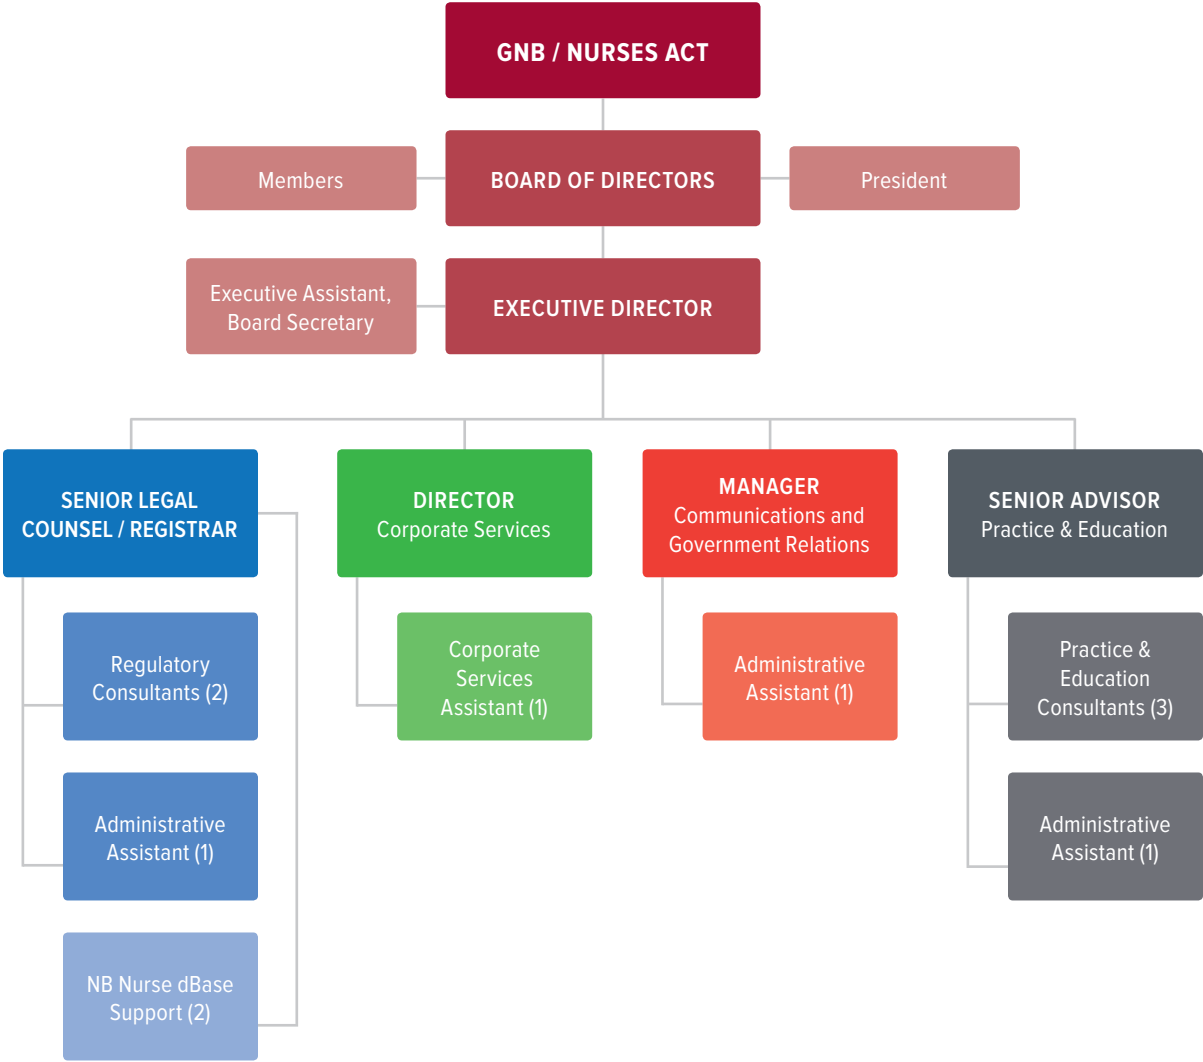 GNB / NURSES ACT
Members
BOARD OF DIRECTORS
President
Executive Assistant,
Board Secretary
EXECUTIVE DIRECTOR
SENIOR LEGAL
COUNSEL / REGISTRAR
DIRECTOR
Corporate Services
MANAGER
Communications and
Government Relations
SENIOR ADVISOR
Practice & Education
Regulatory
Consultants (2)
Corporate
Services
Assistant (1)
Administrative
Assistant (1)
Practice &
Education
Consultants (3)
Administrative
Assistant (1)
Administrative
Assistant (1)
NB Nurse dBase
Support (2)